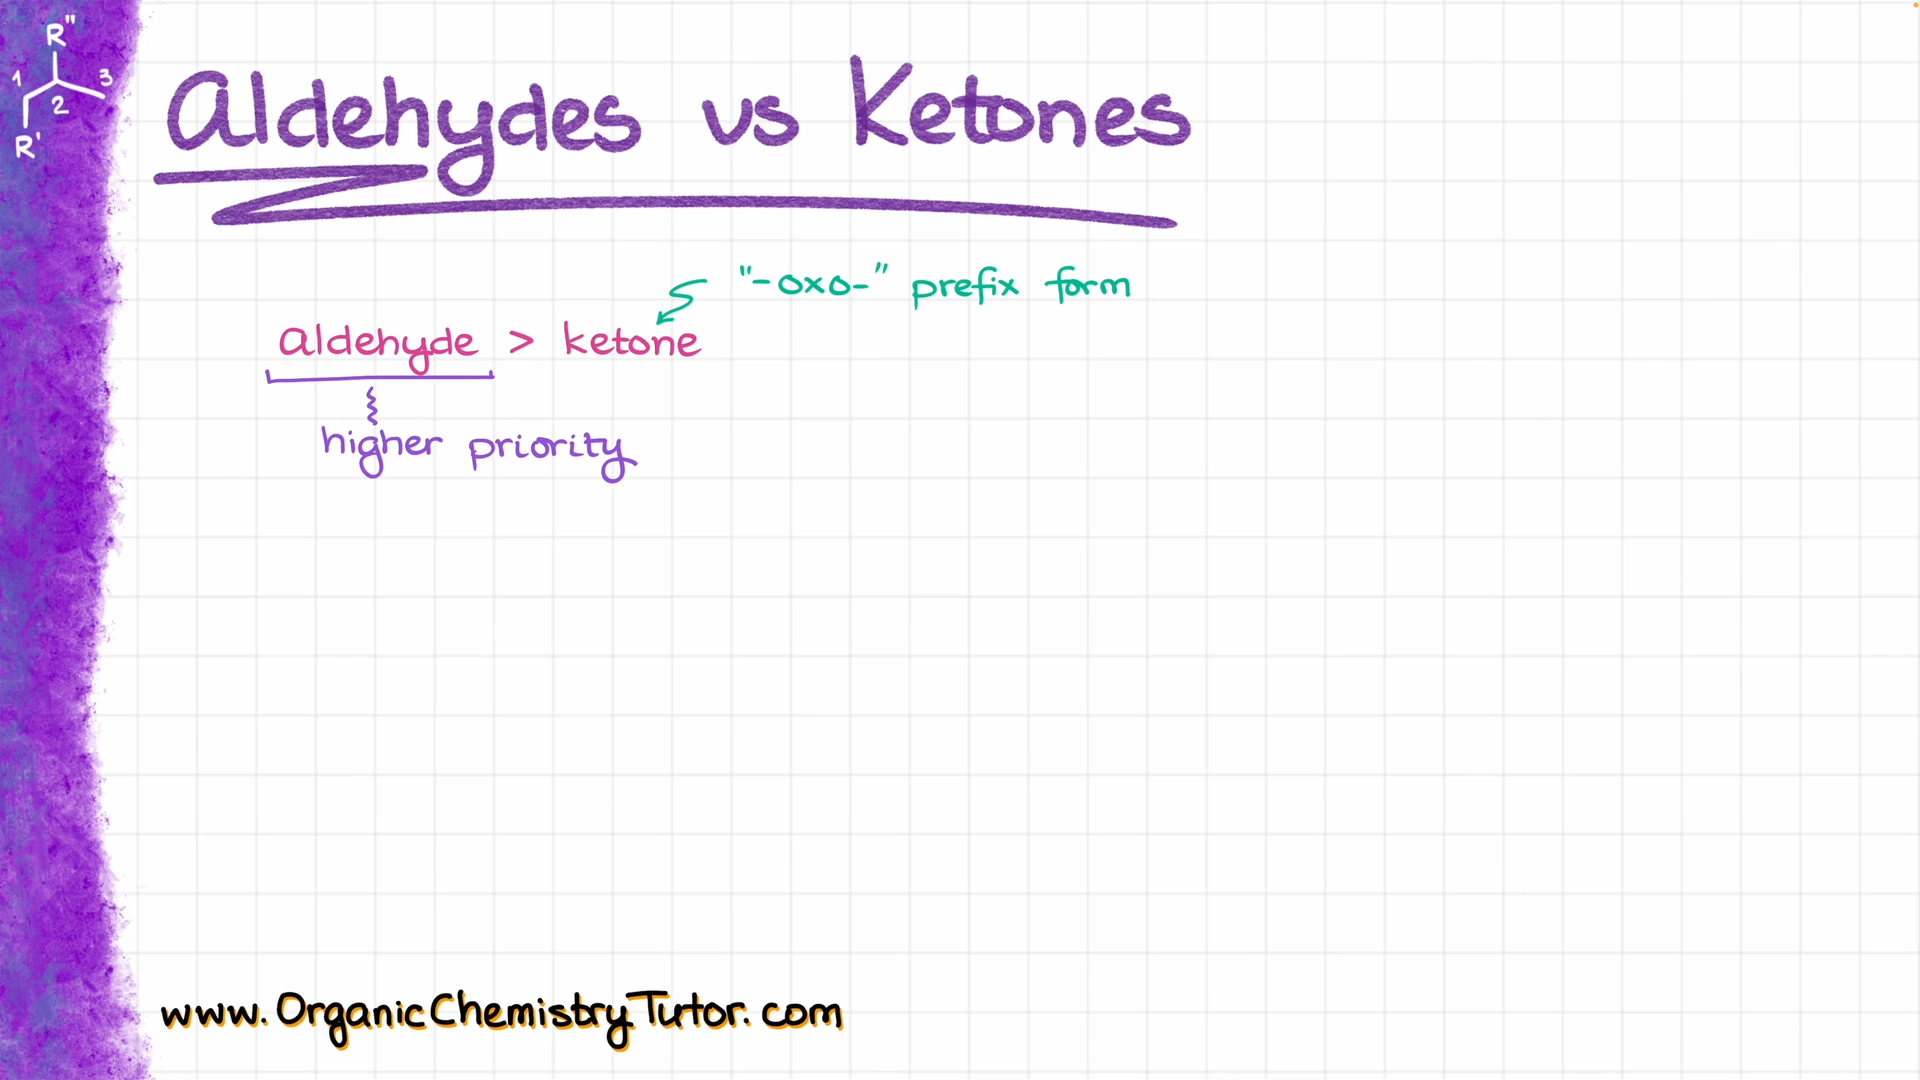 R"
1 3
2
R'
Aldehydes vs Ketones
"-oxo-" prefix form
Aldehyde > ketone
higher priority
www.OrganicChemistryTutor.com